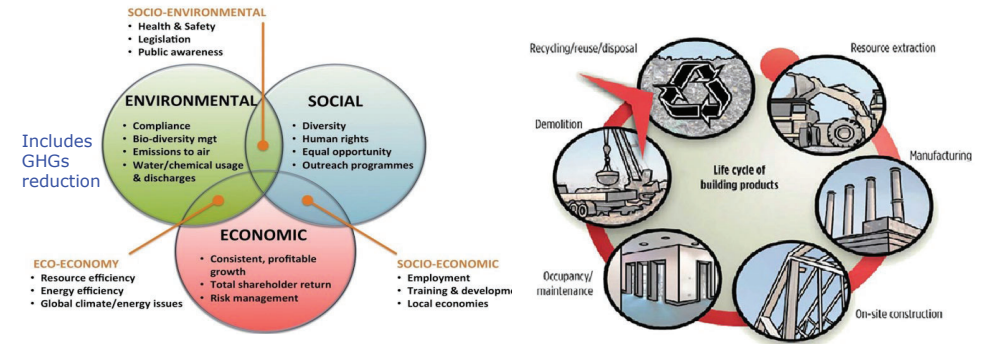 SOCIO-ENVIRONMENTAL
• Health & Safety
• Legislation
• Public awareness
ENVIRONMENTAL
• Compliance
• Bio-diversity mgt
• Emissions to air
• Water/chemical usage
& discharges
SOCIAL
• Diversity
• Human rights
• Equal opportunity
• Outreach programmes
Includes
GHGs
reduction
ECONOMIC
• Consistent, profitable
growth
• Total shareholder return
• Risk management
ECO-ECONOMY
• Resource efficiency
• Energy efficiency
• Global climate/energy issues
SOCIO-ECONOMIC
• Employment
• Training & developme
• Local economies
Recycling/reuse/disposal
Resource extraction
Demolition
Manufacturing
Life cycle of
building products
Occupancy/
maintenance
On-site construction